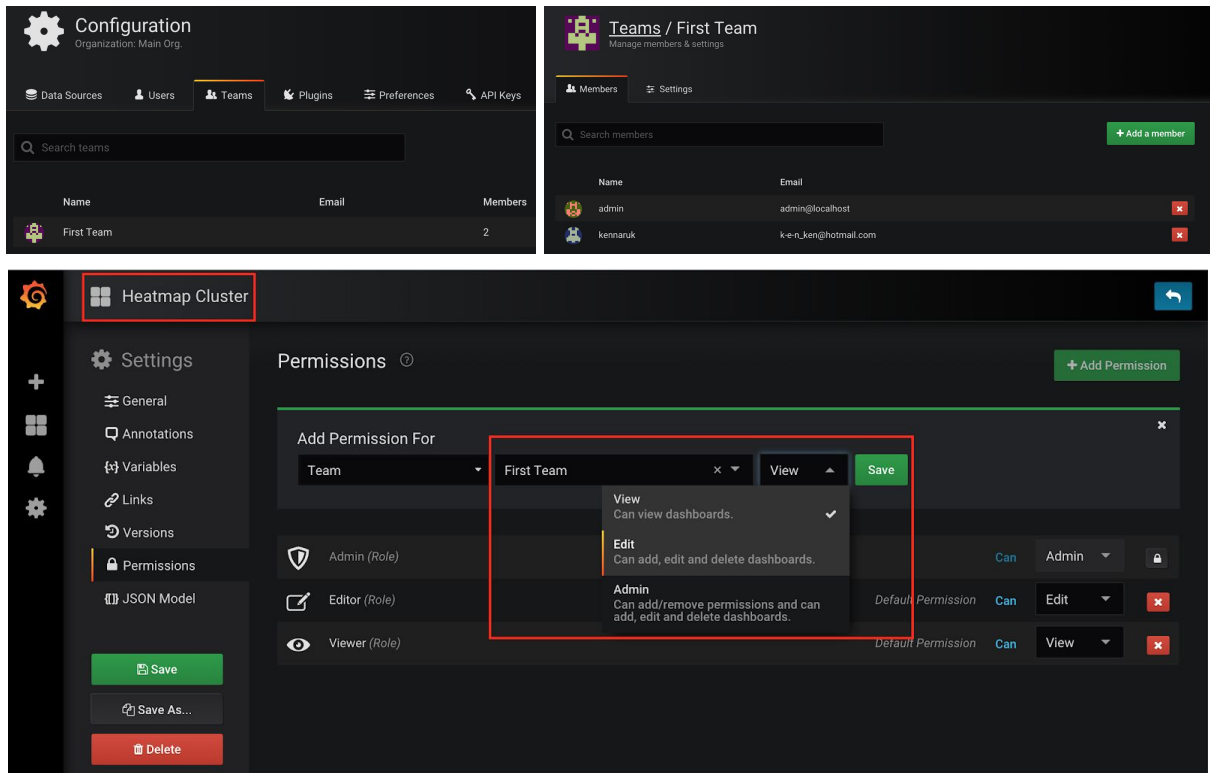 Configuration
Organization: Main Org.
Data Sources
Users
Teams
Plugins
Preferences
API Keys
Search teams
Name Email Members
First Team 2
Teams / First Team
Manage members & settings
Members
Settings
Search members
+ Add a member
Name Email
admin admin@localhost
kennaruk k-e-n_ken@hotmail.com
Heatmap Cluster
Settings
General
Annotations
{x} Variables
Links
Versions
Permissions
JSON Model
Save
Save As...
Delete
Permissions
+ Add Permission
Add Permission For
Team
First Team
View
Save
View
Can view dashboards.
Edit
Can add, edit and delete dashboards.
Admin
Can add/remove permissions and can
add, edit and delete dashboards.
Admin (Role) Can Admin
Editor (Role) Default Permission Can Edit
Viewer (Role) Default Permission Can View